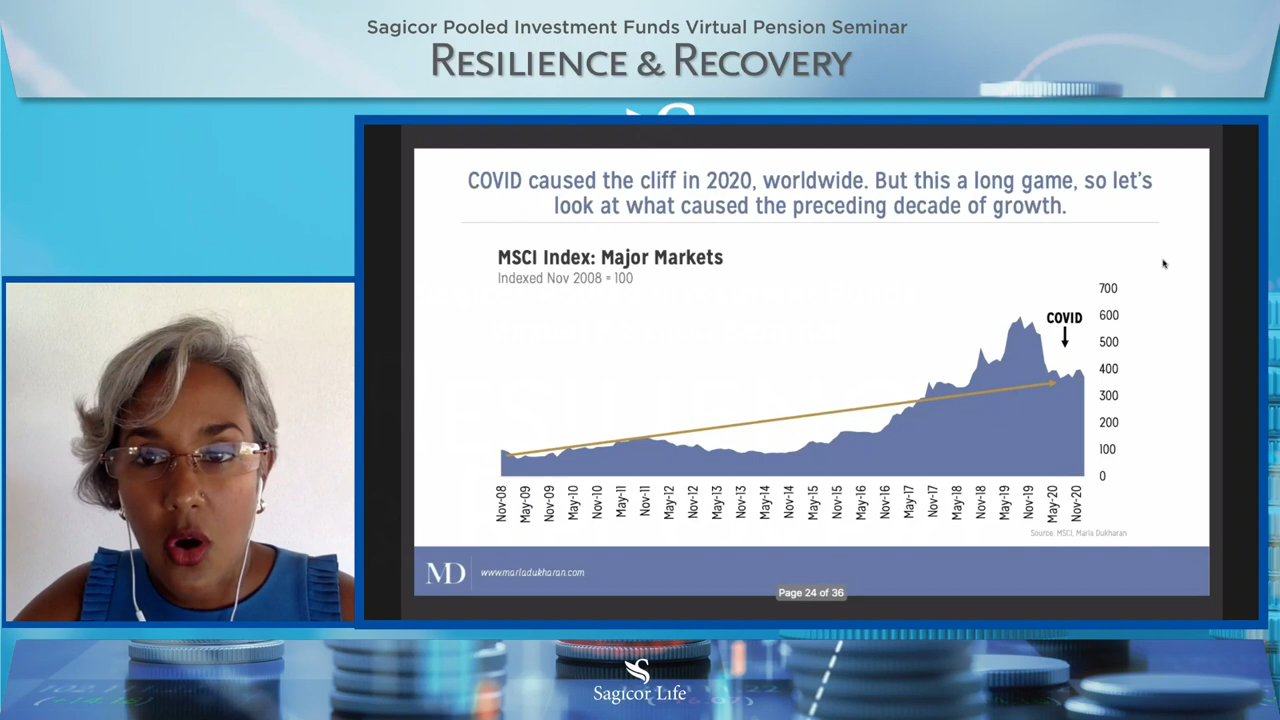 Sagicor Pooled Investment Funds Virtual Pension Seminar
RESILIENCE & RECOVERY
COVID caused the cliff in 2020, worldwide. But this a long game, so let's
look at what caused the preceding decade of growth.
MSCI Index: Major Markets
Indexed Nov 2008 = 100
700
600
500
400
300
200
100
0
COVID
Nov-08
May-09
Nov-09
May-10
Nov-10
May-11
Nov-11
May-12
Nov-12
May-13
Nov-13
May-14
Nov-14
May-15
Nov-15
May-16
Nov-16
May-17
Nov-17
May-18
Nov-18
May-19
Nov-19
May-20
Nov-20
Source: MSCI, Marla Dukharan
MD
www.marladukharan.com
Page 24 of 36
Sagicor Life